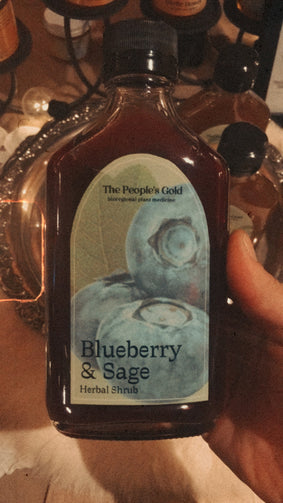 The People's Gold
bioregional plant medicine
Blueberry
& Sage
Herbal Shrub